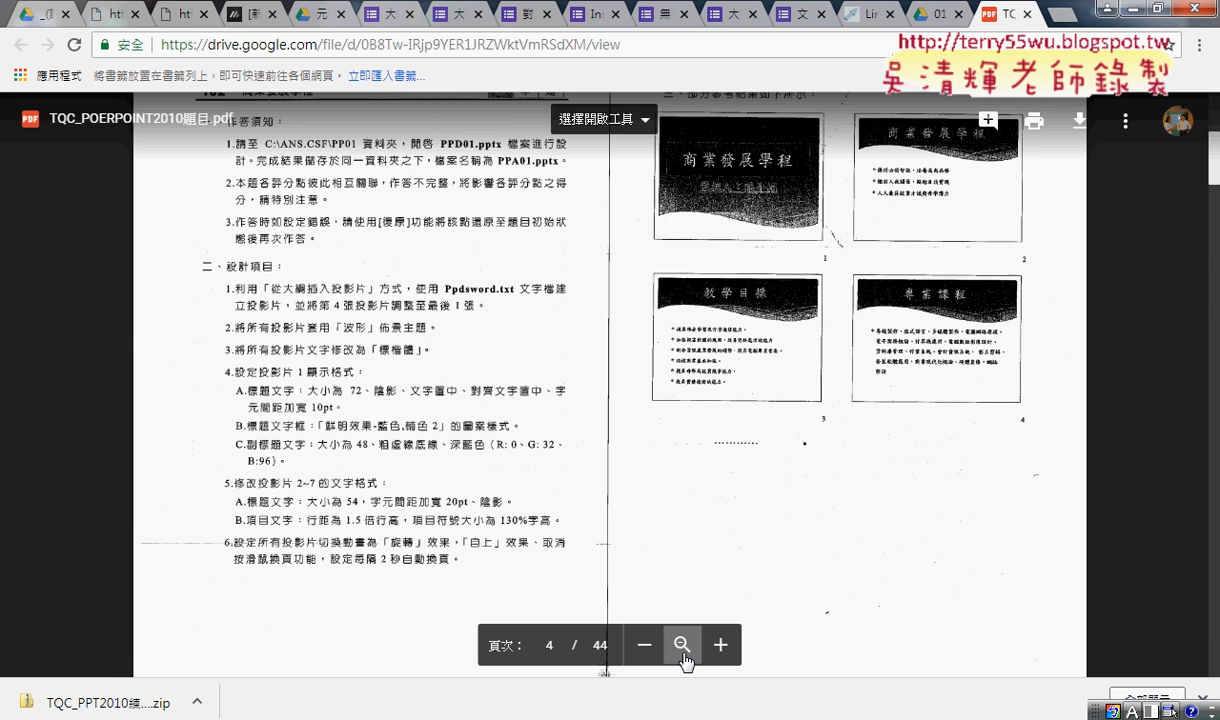 htt
htt
[新
元
大
大
對
In
無
大
文
Lir
01
TC
安全 https://drive.google.com/file/d/0B8Tw-IRjp9YER1JRZWktVmRSdXM/view
http://terry55wu.blogspot.tw
應用程式 將書籤放置在書籤列上，即可快速前往各個網頁。 立即匯入書籤...
吳清輝老師錄製
TQC_POERPOINT2010題目.pdf
選擇開啟工具
作答須知：
1.請至 C:\ANS.CSF\PP01 資料夾，開啟 PPD01.pptx 檔案進行設
計。完成結果儲存於同一資料夾之下，檔案名稱為 PPA01.pptx。
2.本題各評分點彼此相互關聯，作答不完整，將影響各評分點之得
分，請特別注意。
3.作答時如設定錯誤，請使用[復原]功能將該點還原至題目初始狀
態後再次作答。
二、設計項目：
1.利用「從大綱插入投影片」方式，使用 Ppdsword.txt 文字檔建
立投影片，並將第 4 張投影片調整至最後 1 張。
2.將所有投影片套用「波形」佈景主題。
3.將所有投影片文字修改為「標楷體」。
4.設定投影片 1 顯示格式：
A.標題文字：大小為 72、陰影、文字置中、對齊文字置中、字
元間距加寬 10pt。
B.標題文字框：「鮮明效果-藍色,輔色 2」的圖案樣式。
C.副標題文字：大小為 48、粗虛線底線、深藍色（R: 0、G: 32、
B:96）。
5.修改投影片 2~7 的文字格式：
A.標題文字：大小為 54，字元間距加寬 20pt、陰影。
B.項目文字：行距為 1.5 倍行高，項目符號大小為 130%字高。
6.設定所有投影片切換動畫為「旋轉」效果，「自上」效果、取消
按滑鼠換頁功能，設定每隔 2 秒自動換頁。
三、部分參考結果如下所示：
商業發展學程
1
商業發展學程
2
教學目標
3
專業課程
4
頁次： 4 / 44
TQC_PPT2010練....zip
全部顯示